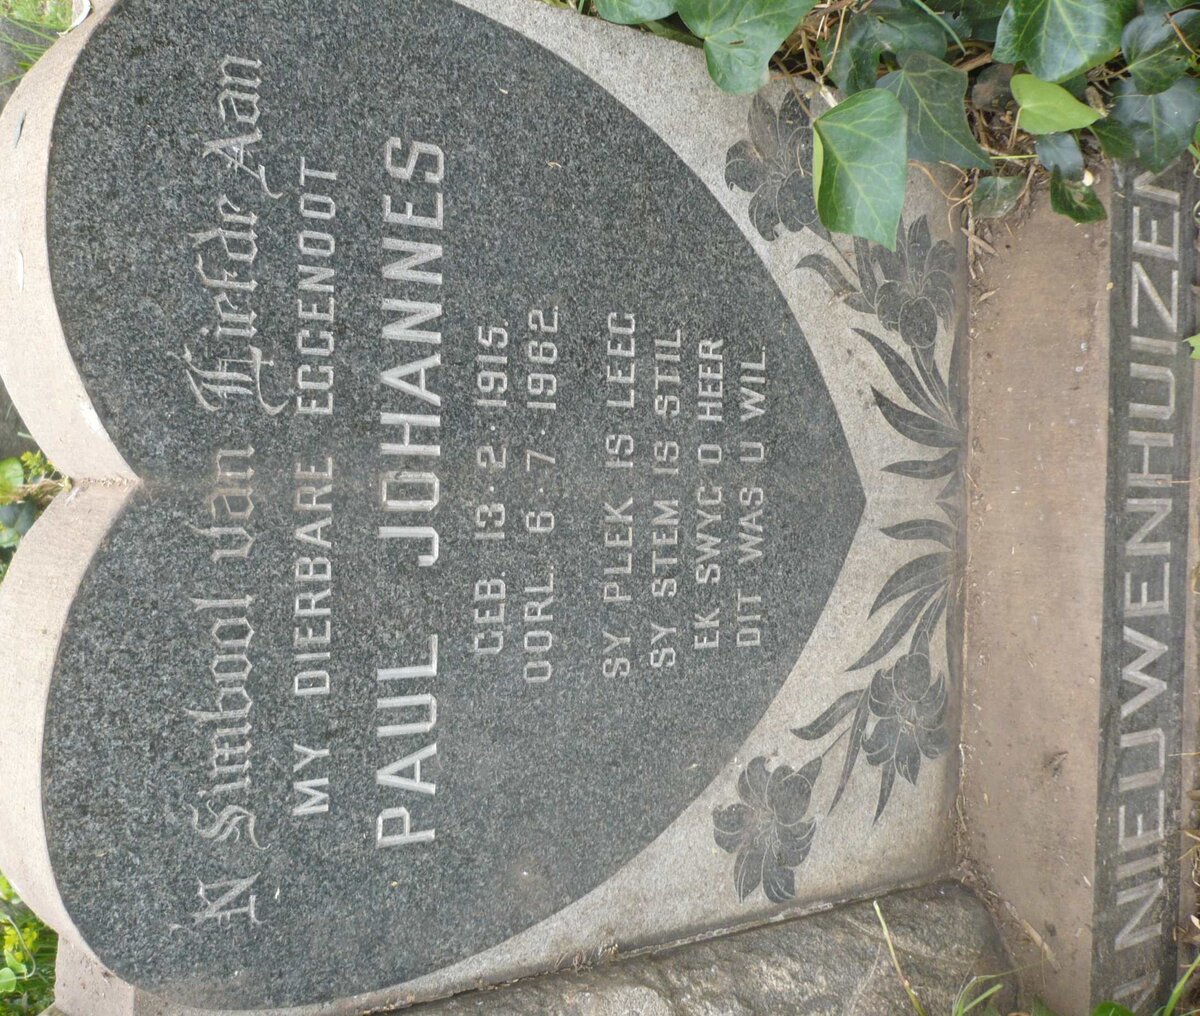 N Simbool van Liefde Aan
MY DIERBARE EGGENOOT
PAUL JOHANNES
GEB. 13·2·1915.
OORL. 6·7·1962.
SY PLEK IS LEEG
SY STEM IS STIL
EK SWYG O HEER
DIT WAS U WIL.
NIEUWENHUIZEN